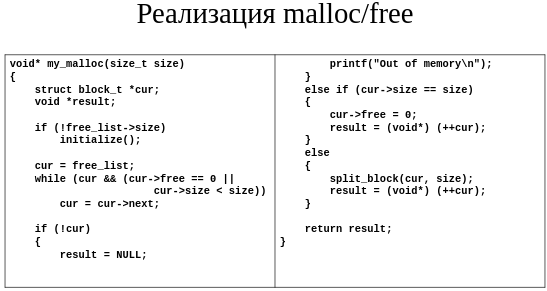 Реализация malloc/free
void* my_malloc(size_t size)
{
    struct block_t *cur;
    void *result;

    if (!free_list->size)
        initialize();

    cur = free_list;
    while (cur && (cur->free == 0 ||
                       cur->size < size))
        cur = cur->next;

    if (!cur)
    {
        result = NULL;
        printf("Out of memory\n");
    }
    else if (cur->size == size)
    {
        cur->free = 0;
        result = (void*) (++cur);
    }
    else
    {
        split_block(cur, size);
        result = (void*) (++cur);
    }

    return result;
}